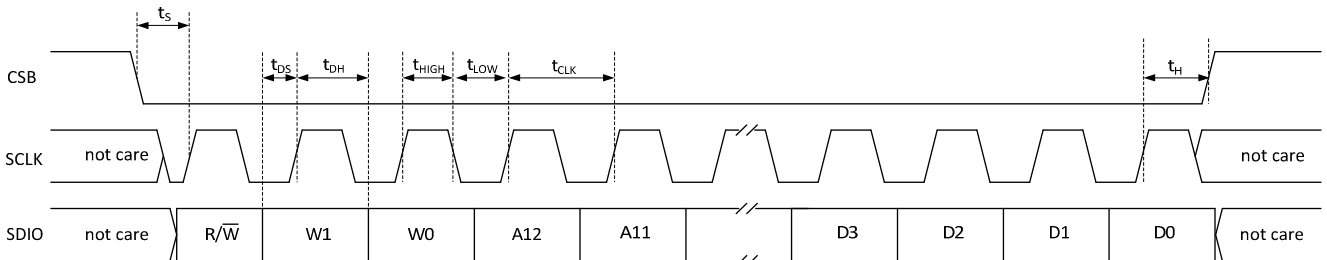 tS
CSB tDS tDH tHIGH tLOW tCLK tH
SCLK not care not care
SDIO not care R/W̅ W1 W0 A12 A11 D3 D2 D1 D0 not care